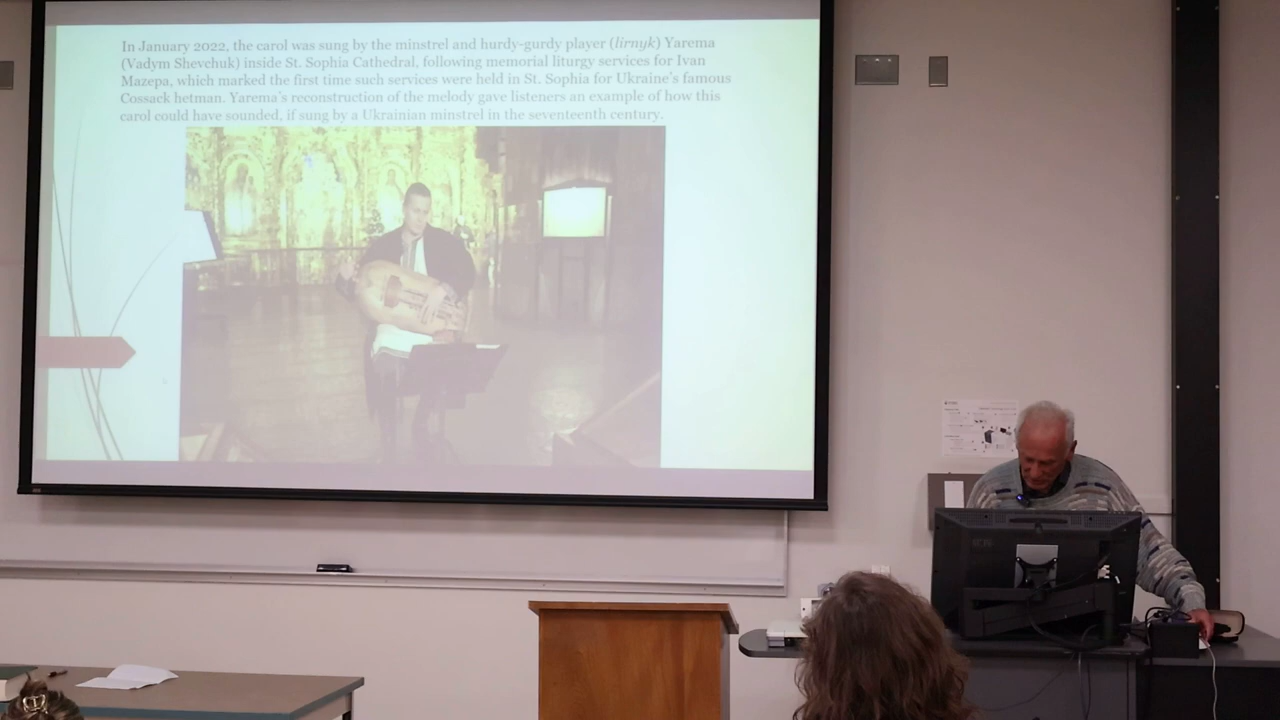 In January 2022, the carol was sung by the minstrel and hurdy-gurdy player (lirnyk) Yarema
(Vadym Shevchuk) inside St. Sophia Cathedral, following memorial liturgy services for Ivan
Mazepa, which marked the first time such services were held in St. Sophia for Ukraine's famous
Cossack hetman. Yarema's reconstruction of the melody gave listeners an example of how this
carol could have sounded, if sung by a Ukrainian minstrel in the seventeenth century.